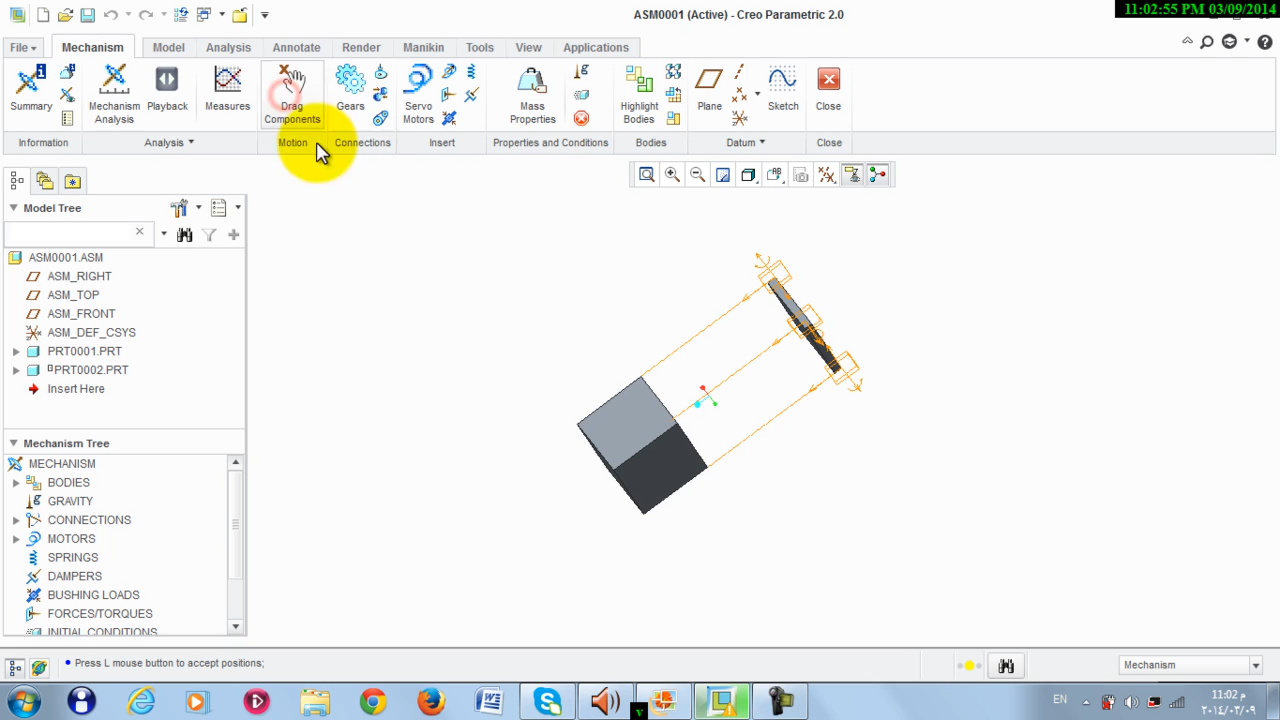 11:02:55 PM 03/09/2014
ASM0001 (Active) - Creo Parametric 2.0
File
Mechanism
Model
Analysis
Annotate
Render
Manikin
Tools
View
Applications
Summary
Mechanism Analysis
Playback
Measures
Drag Components
Gears
Servo Motors
Mass Properties
Highlight Bodies
Plane
Sketch
Close
Information
Analysis
Motion
Connections
Insert
Properties and Conditions
Bodies
Datum
Close
Model Tree
ASM0001.ASM
ASM_RIGHT
ASM_TOP
ASM_FRONT
ASM_DEF_CSYS
PRT0001.PRT
PRT0002.PRT
Insert Here
Mechanism Tree
MECHANISM
BODIES
GRAVITY
CONNECTIONS
MOTORS
SPRINGS
DAMPERS
BUSHING LOADS
FORCES/TORQUES
INITIAL CONDITIONS
Press L mouse button to accept positions;
Mechanism
EN
11:02 م
٢٠١٤/٠٣/٠٩